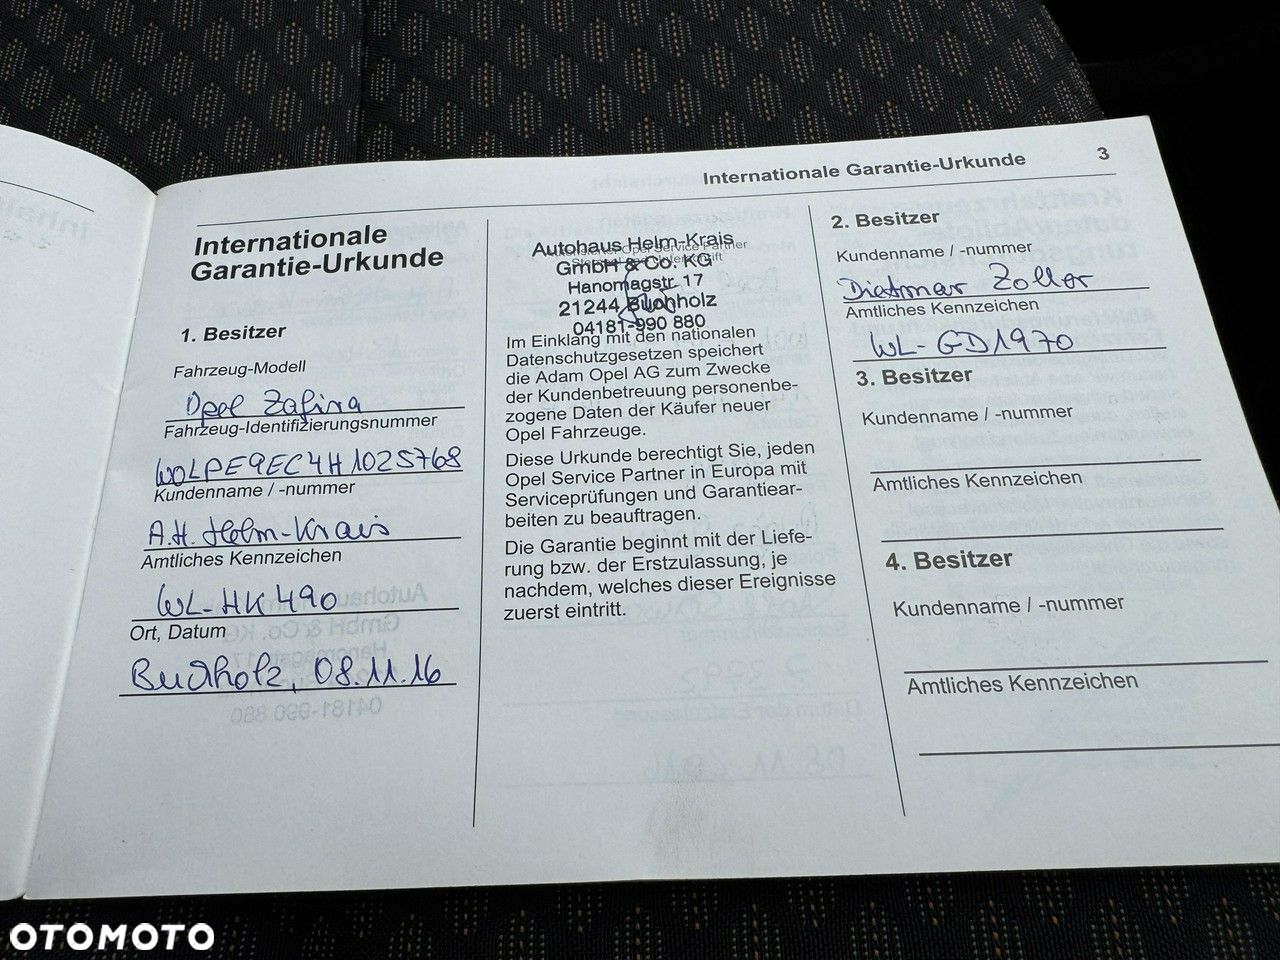 Internationale Garantie-Urkunde
3
Internationale
Garantie-Urkunde
1. Besitzer
Fahrzeug-Modell
Opel Zafira
Fahrzeug-Identifizierungsnummer
W0LPE9EC4H1025768
Kundenname / -nummer
A.H. Helm-Krais
Amtliches Kennzeichen
WL-HK 490
Ort, Datum
Buchholz, 08.11.16
Autohaus Helm-Krais
GmbH & Co. KG
Hanomagstr. 17
21244 Buchholz
04181-990 880
Im Einklang mit den nationalen
Datenschutzgesetzen speichert
die Adam Opel AG zum Zwecke
der Kundenbetreuung personenbe-
zogene Daten der Käufer neuer
Opel Fahrzeuge.
Diese Urkunde berechtigt Sie, jeden
Opel Service Partner in Europa mit
Serviceprüfungen und Garantiear-
beiten zu beauftragen.
Die Garantie beginnt mit der Liefe-
rung bzw. der Erstzulassung, je
nachdem, welches dieser Ereignisse
zuerst eintritt.
2. Besitzer
Kundenname / -nummer
Dietmar Zoller
Amtliches Kennzeichen
WL-GD1970
3. Besitzer
Kundenname / -nummer
Amtliches Kennzeichen
4. Besitzer
Kundenname / -nummer
Amtliches Kennzeichen
OTOMOTO